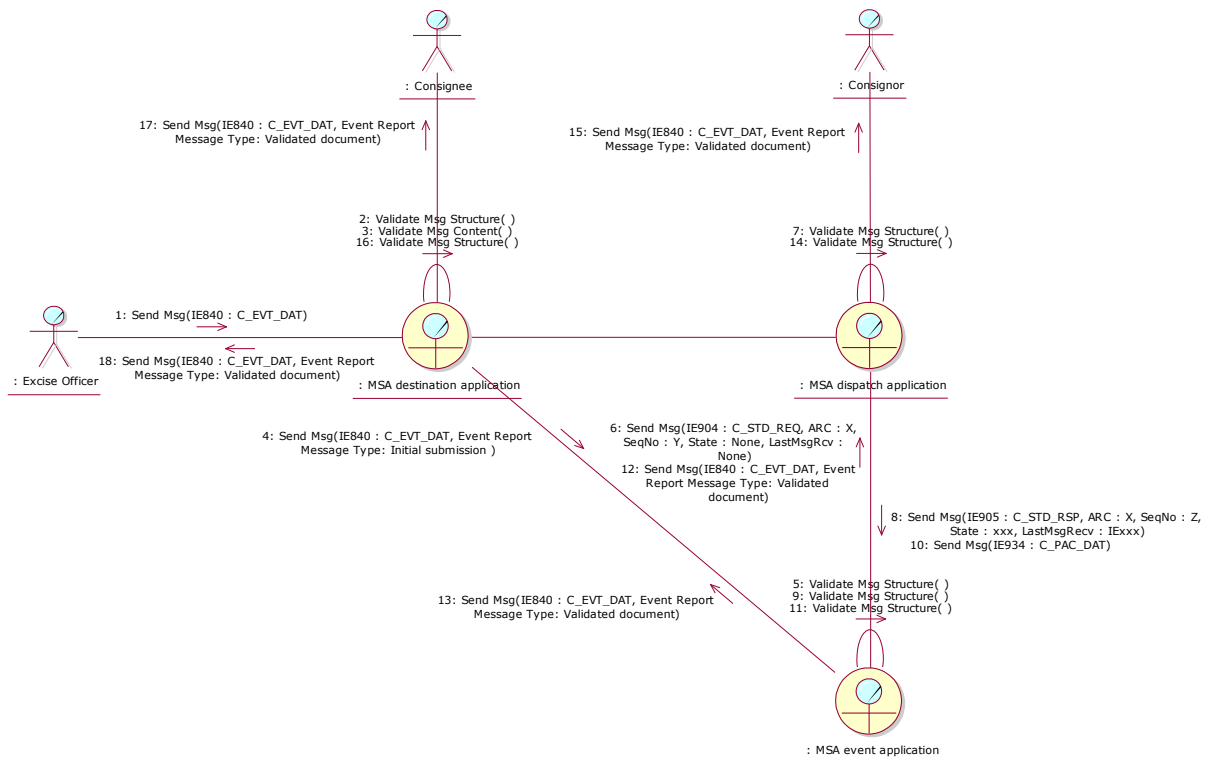 : Consignee
: Consignor
17: Send Msg(IE840 : C_EVT_DAT, Event Report
Message Type: Validated document)
15: Send Msg(IE840 : C_EVT_DAT, Event Report
Message Type: Validated document)
2: Validate Msg Structure( )
3: Validate Msg Content( )
16: Validate Msg Structure( )
7: Validate Msg Structure( )
14: Validate Msg Structure( )
1: Send Msg(IE840 : C_EVT_DAT)
18: Send Msg(IE840 : C_EVT_DAT, Event Report
Message Type: Validated document)
: Excise Officer
: MSA destination application
: MSA dispatch application
4: Send Msg(IE840 : C_EVT_DAT, Event Report
Message Type: Initial submission )
6: Send Msg(IE904 : C_STD_REQ, ARC : X,
SeqNo : Y, State : None, LastMsgRcv :
None)
12: Send Msg(IE840 : C_EVT_DAT, Event
Report Message Type: Validated
document)
8: Send Msg(IE905 : C_STD_RSP, ARC : X, SeqNo : Z,
State : xxx, LastMsgRecv : IExxx)
10: Send Msg(IE934 : C_PAC_DAT)
13: Send Msg(IE840 : C_EVT_DAT, Event Report
Message Type: Validated document)
5: Validate Msg Structure( )
9: Validate Msg Structure( )
11: Validate Msg Structure( )
: MSA event application